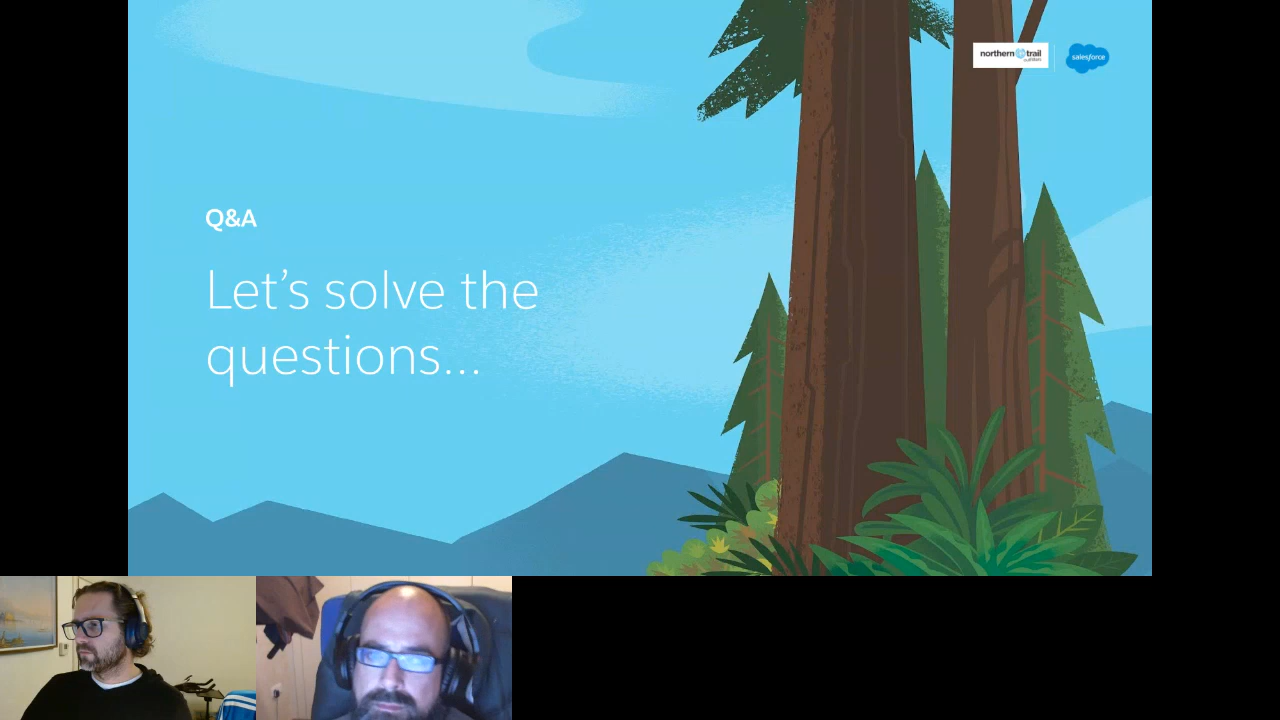 northern trail
salesforce
Q&A
Let’s solve the
questions...